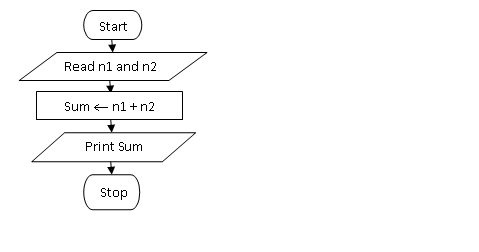 Start
Read n1 and n2
Sum ← n1 + n2
Print Sum
Stop